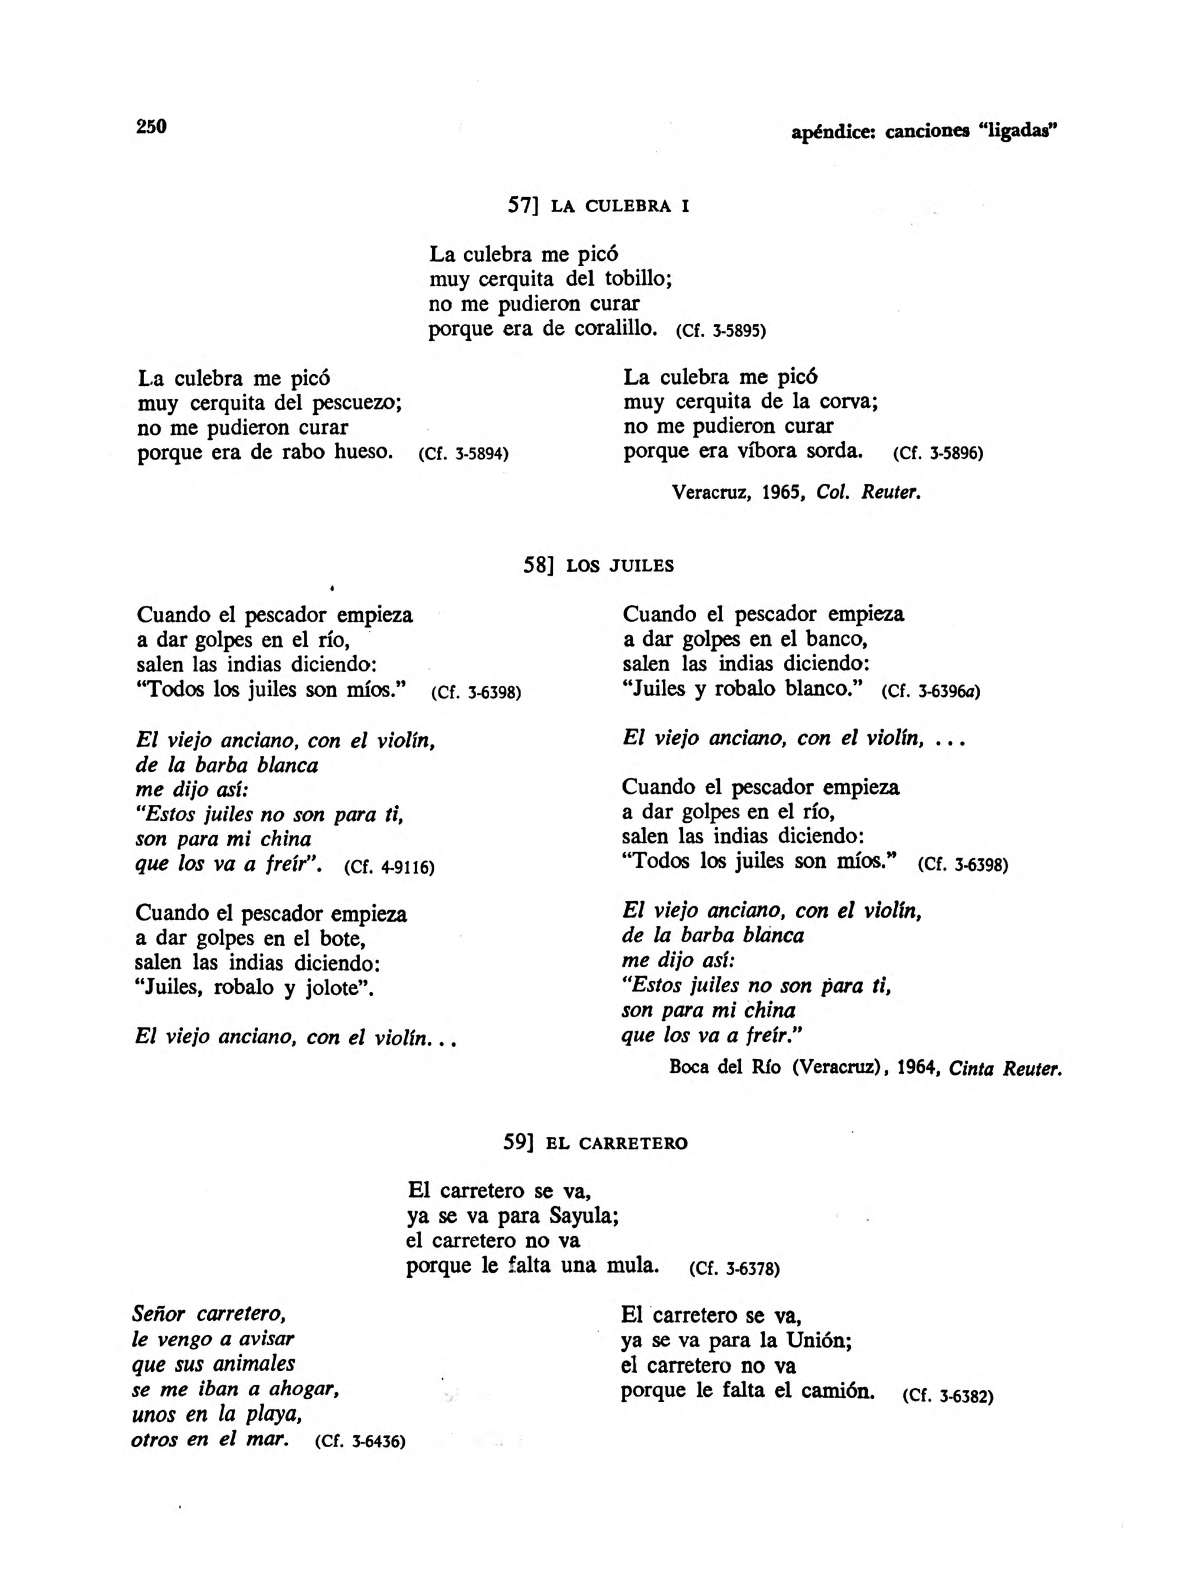 250
apéndice: canciones “ligadas”
57] LA CULEBRA I
La culebra me picó
muy cerquita del tobillo;
no me pudieron curar
porque era de coralillo. (Cf. 3-5895)
La culebra me picó
muy cerquita del pescuezo;
no me pudieron curar
porque era de rabo hueso. (Cf. 3-5894)
La culebra me picó
muy cerquita de la corva;
no me pudieron curar
porque era víbora sorda. (Cf. 3-5896)
Veracruz, 1965, Col. Reuter.
58] LOS JUILES
Cuando el pescador empieza
a dar golpes en el río,
salen las indias diciendo:
“Todos los juiles son míos.” (Cf. 3-6398)
El viejo anciano, con el violín,
de la barba blanca
me dijo así:
“Estos juiles no son para ti,
son para mi china
que los va a freír”. (Cf. 4-9116)
Cuando el pescador empieza
a dar golpes en el bote,
salen las indias diciendo:
“Juiles, robalo y jolote”.
El viejo anciano, con el violín...
Cuando el pescador empieza
a dar golpes en el banco,
salen las indias diciendo:
“Juiles y robalo blanco.” (Cf. 3-6396a)
El viejo anciano, con el violín, ...
Cuando el pescador empieza
a dar golpes en el río,
salen las indias diciendo:
“Todos los juiles son míos.” (Cf. 3-6398)
El viejo anciano, con el violín,
de la barba blanca
me dijo así:
“Estos juiles no son para ti,
son para mi china
que los va a freír.”
Boca del Río (Veracruz), 1964, Cinta Reuter.
59] EL CARRETERO
El carretero se va,
ya se va para Sayula;
el carretero no va
porque le falta una mula. (Cf. 3-6378)
Señor carretero,
le vengo a avisar
que sus animales
se me iban a ahogar,
unos en la playa,
otros en el mar. (Cf. 3-6436)
El carretero se va,
ya se va para la Unión;
el carretero no va
porque le falta el camión. (Cf. 3-6382)